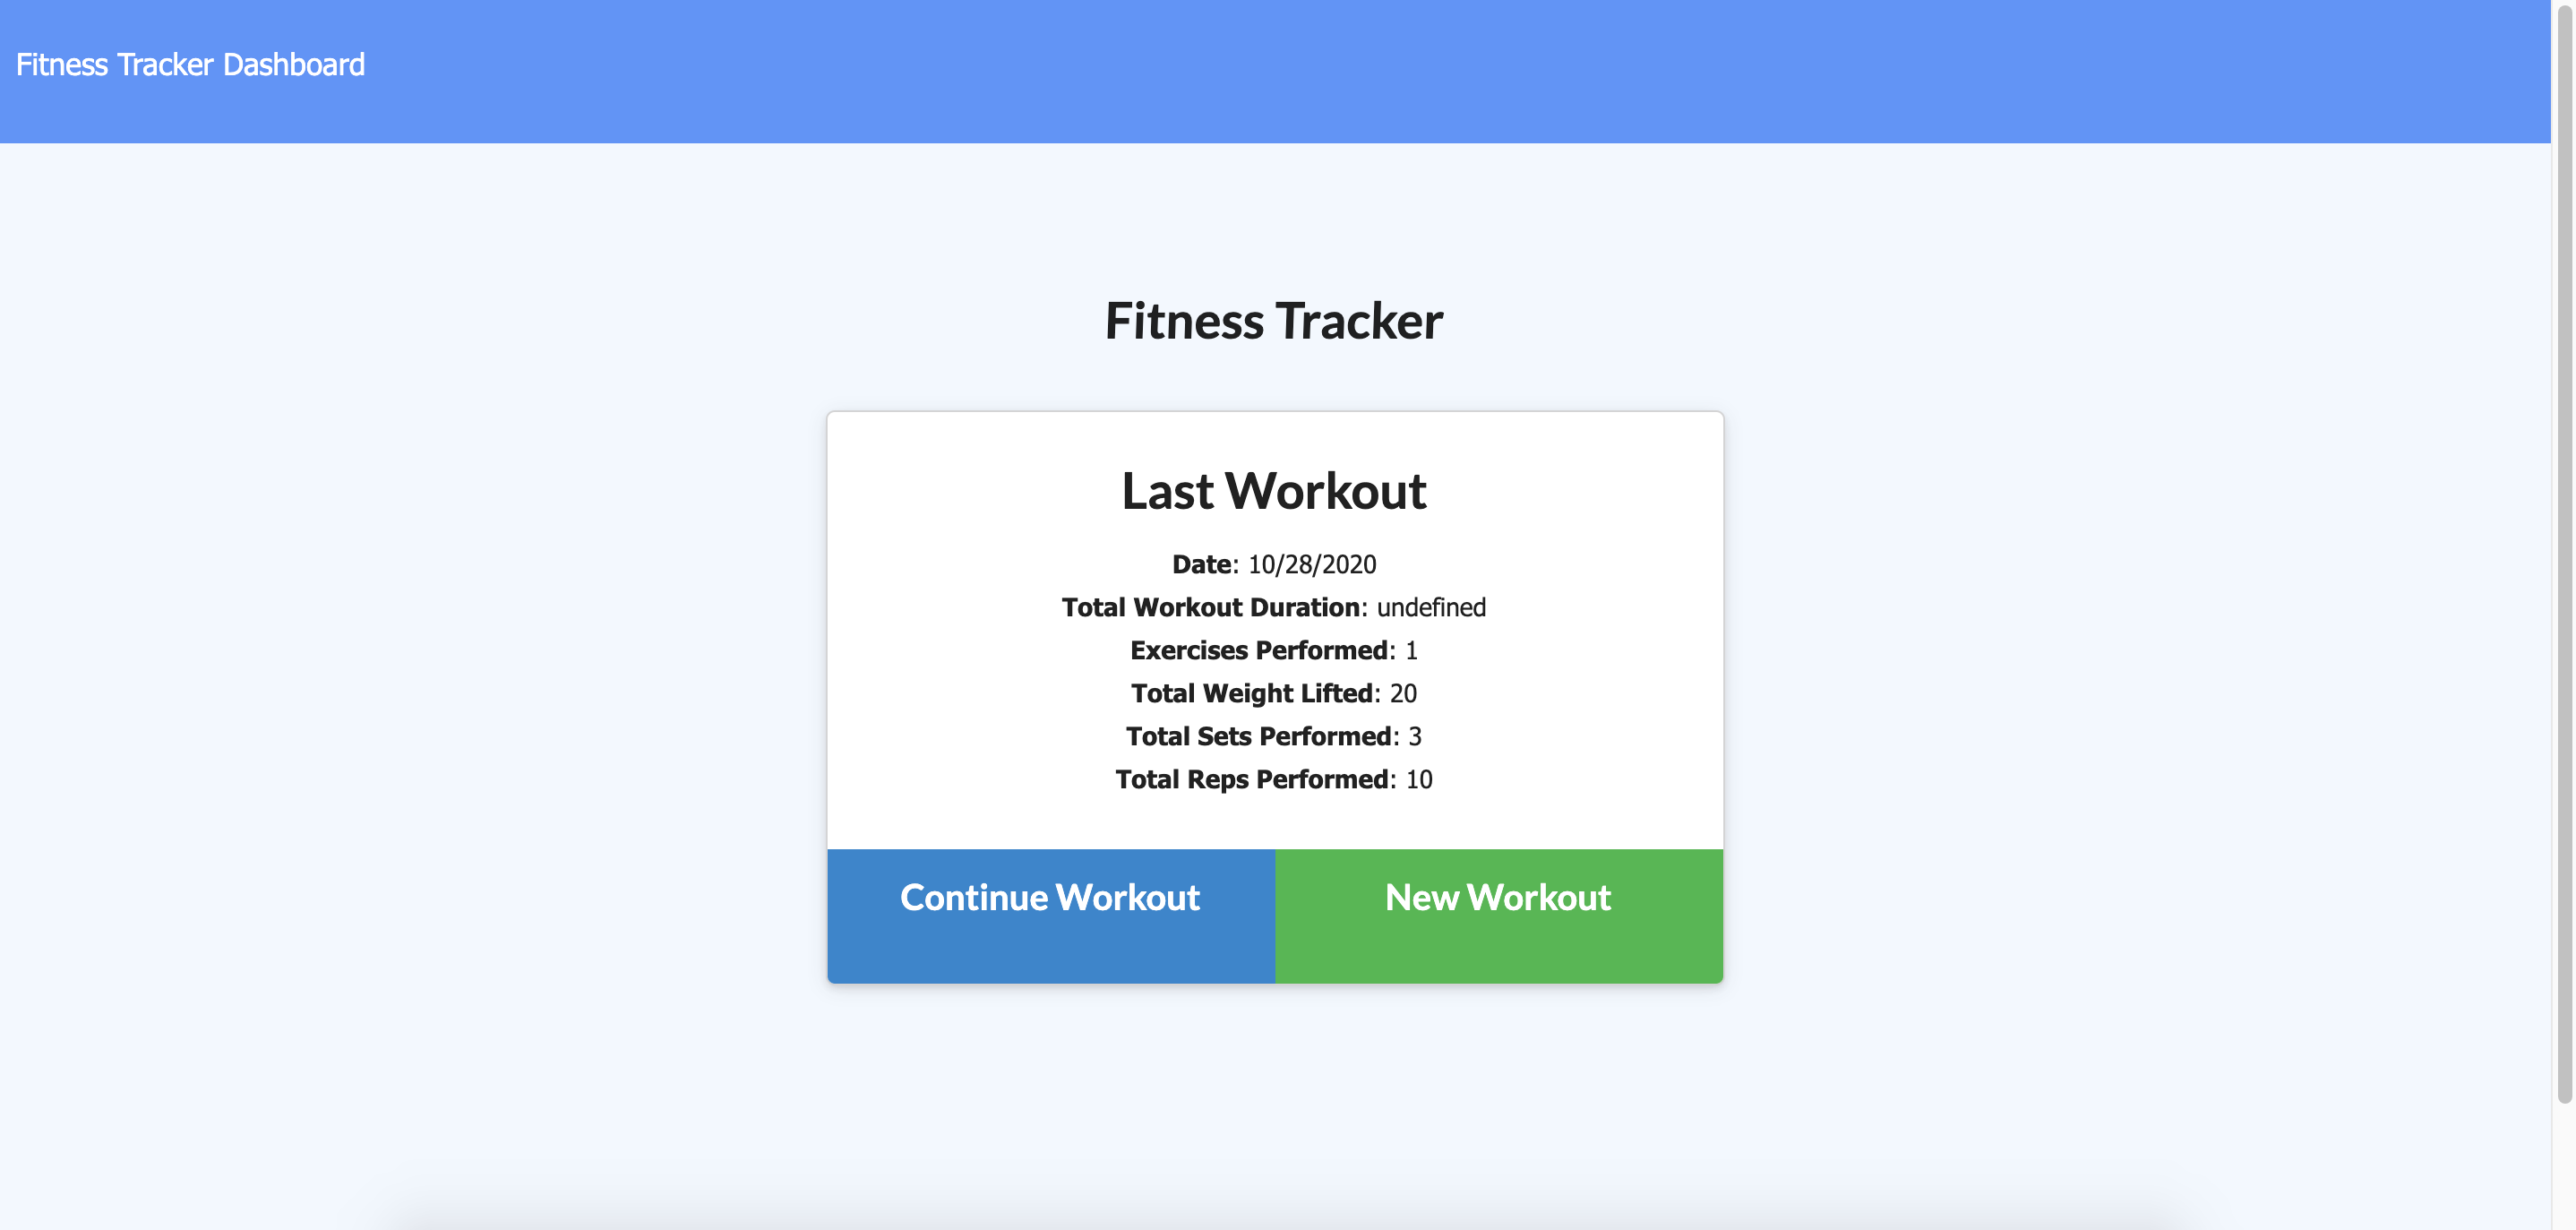 Fitness Tracker Dashboard
Fitness Tracker
Last Workout
Date: 10/28/2020
Total Workout Duration: undefined
Exercises Performed: 1
Total Weight Lifted: 20
Total Sets Performed: 3
Total Reps Performed: 10
Continue Workout
New Workout